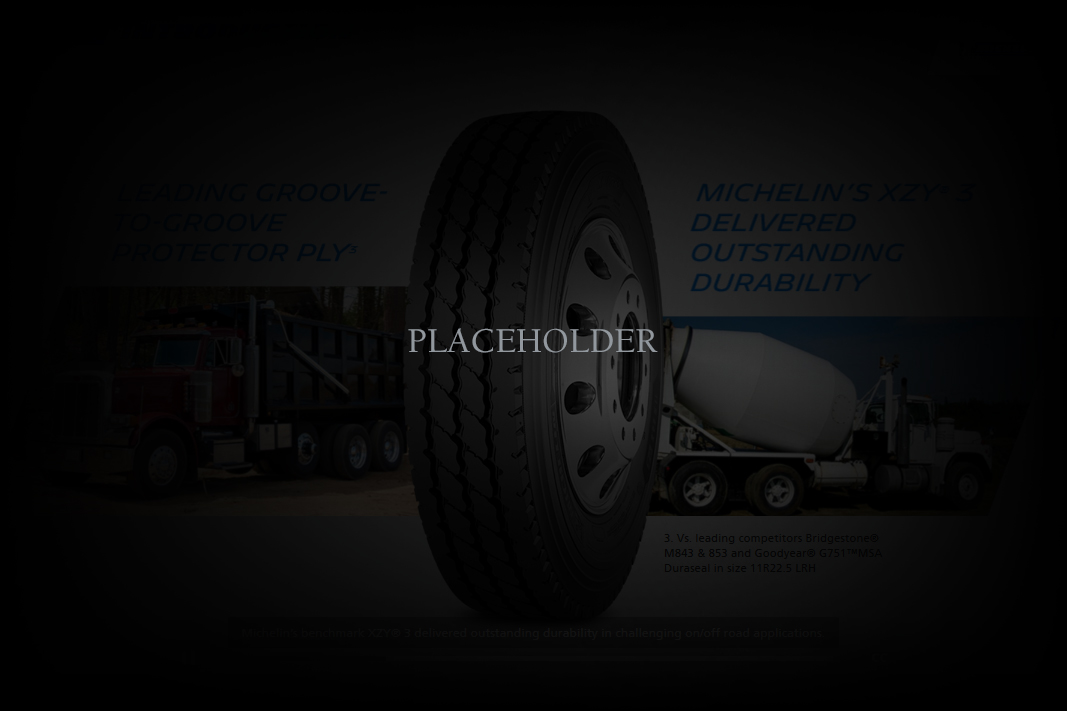 LEADING GROOVE-
TO-GROOVE
PROTECTOR PLY⁵
MICHELIN'S XZY® 3
DELIVERED
OUTSTANDING
DURABILITY
PLACEHOLDER
3. Vs. leading competitors Bridgestone®
M843 & 853 and Goodyear® G751™MSA
Duraseal in size 11R22.5 LRH
XZY® 3 delivered outstanding durability in challenging on/off road applications